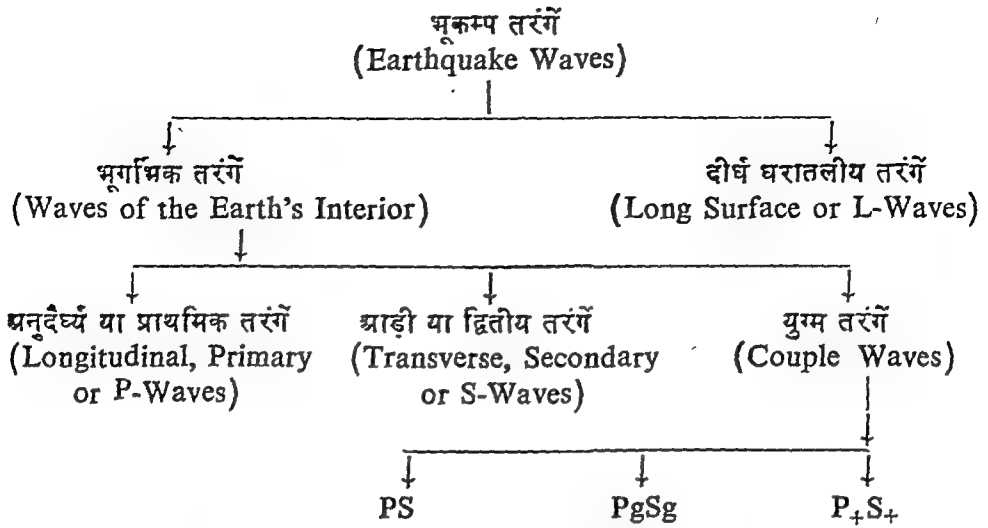 भूकम्प तरंगें
(Earthquake Waves)
भूर्गाभक तरंगें
दीर्घ धरातलीय तरंगें
(Waves of the Earth's Interior)
(Long Surface or L-Waves)
अनुदैर्घ्य या प्राथमिक तरंगें
आड़ी या द्वितीय तरंगें
युग्म तरंगें
(Longitudinal, Primary
or P-Waves)
(Transverse, Secondary
or S-Waves)
(Couple Waves)
PS
PgSg
P₊S₊